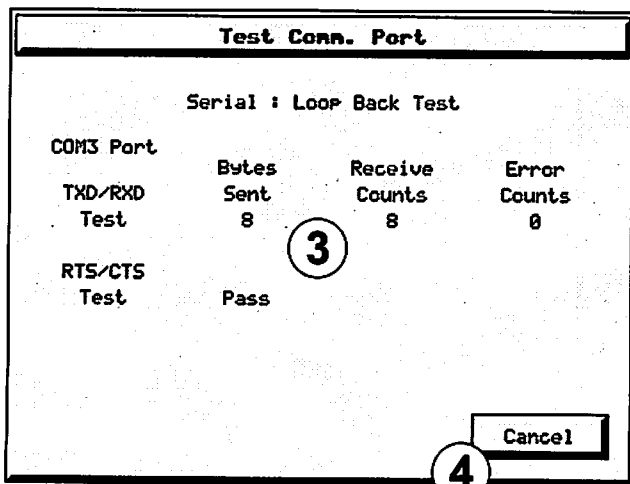 Test Comm. Port
Serial : Loop Back Test
COM3 Port
Bytes Receive Error
TXD/RXD Sent Counts Counts
Test 8 8 0
3
RTS/CTS
Test Pass
Cancel
4